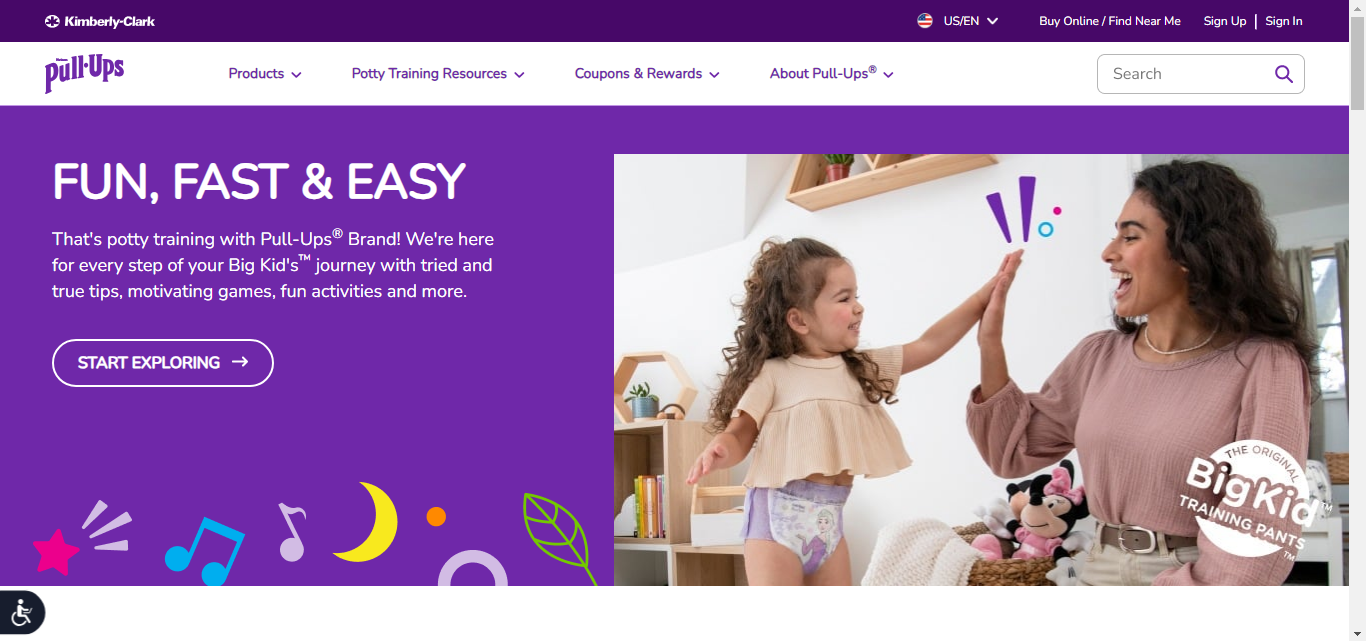 Kimberly-Clark
US/EN
Buy Online / Find Near Me
Sign Up | Sign In
Pull-Ups
Products
Potty Training Resources
Coupons & Rewards
About Pull-Ups®
Search
FUN, FAST & EASY
That's potty training with Pull-Ups® Brand! We're here
for every step of your Big Kid's™ journey with tried and
true tips, motivating games, fun activities and more.
START EXPLORING →
THE ORIGINAL
BigKid™
TRAINING PANTS™